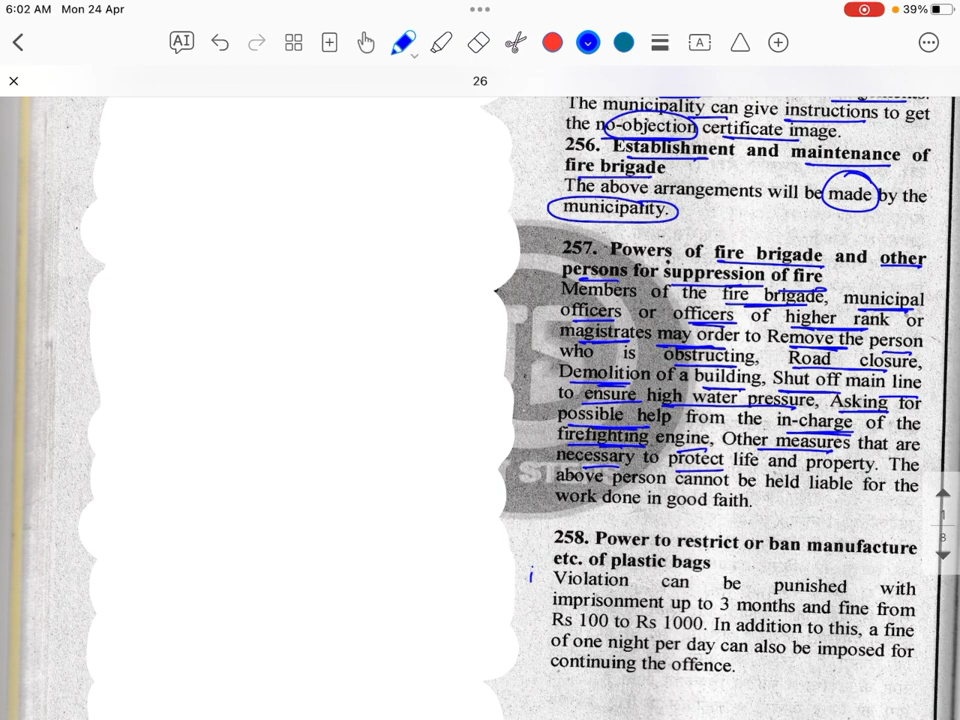 6:02 AM Mon 24 Apr
39%
AI
A
26
The municipality can give instructions to get
the no-objection certificate image.
256. Establishment and maintenance of
fire brigade
The above arrangements will be made by the
municipality.
257. Powers of fire brigade and other
persons for suppression of fire
Members of the fire brigade, municipal
officers or officers of higher rank or
magistrates may order to Remove the person
who is obstructing, Road closure,
Demolition of a building, Shut off main line
to ensure high water pressure, Asking for
possible help from the in-charge of the
firefighting engine, Other measures that are
necessary to protect life and property. The
above person cannot be held liable for the
work done in good faith.
258. Power to restrict or ban manufacture
etc. of plastic bags
i Violation can be punished with
imprisonment up to 3 months and fine from
Rs 100 to Rs 1000. In addition to this, a fine
of one night per day can also be imposed for
continuing the offence.